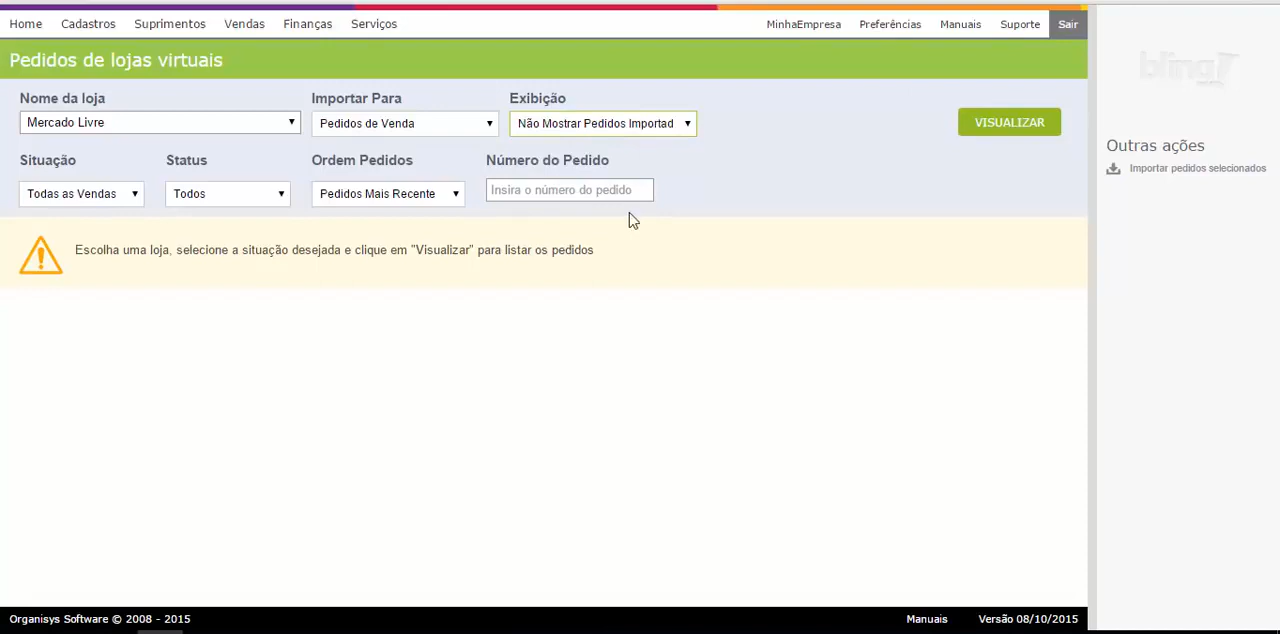 Home Cadastros Suprimentos Vendas Finanças Serviços MinhaEmpresa Preferências Manuais Suporte Sair
Pedidos de lojas virtuais
Nome da loja Importar Para Exibição
Mercado Livre Pedidos de Venda Não Mostrar Pedidos Importad VISUALIZAR
Situação Status Ordem Pedidos Número do Pedido
Todas as Vendas Todos Pedidos Mais Recente Insira o número do pedido
Escolha uma loja, selecione a situação desejada e clique em "Visualizar" para listar os pedidos
bling
Outras ações
Importar pedidos selecionados
Organisys Software © 2008 - 2015 Manuais Versão 08/10/2015